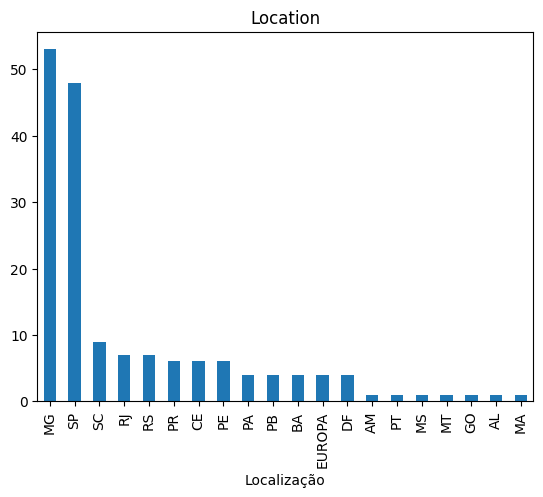 Location
50
40
30
20
10
0
MG SP SC RJ RS PR CE PE PA PB BA EUROPA DF AM PT MS MT GO AL MA
Localização